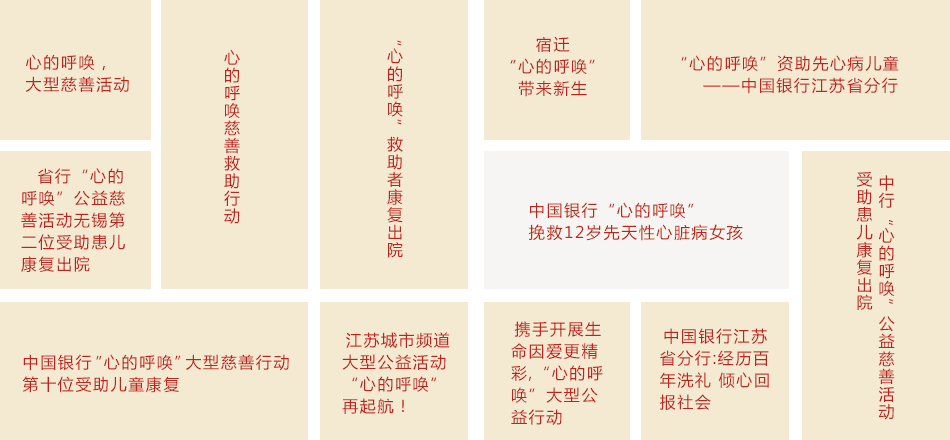 心的呼唤，
大型慈善活动
心的呼唤慈善救助行动
“心的呼唤”救助者康复出院
宿迁
“心的呼唤”
带来新生
“心的呼唤”资助先心病儿童
——中国银行江苏省分行
省行“心的
呼唤”公益慈
善活动无锡第
二位受助患儿
康复出院
中国银行“心的呼唤”
挽救12岁先天性心脏病女孩
中行“心的呼唤”公益慈善活动
受助患儿康复出院
中国银行“心的呼唤”大型慈善行动
第十位受助儿童康复
江苏城市频道
大型公益活动
“心的呼唤”
再起航！
携手开展生
命因爱更精
彩,“心的呼
唤”大型公
益行动
中国银行江苏
省分行:经历百
年洗礼 倾心回
报社会